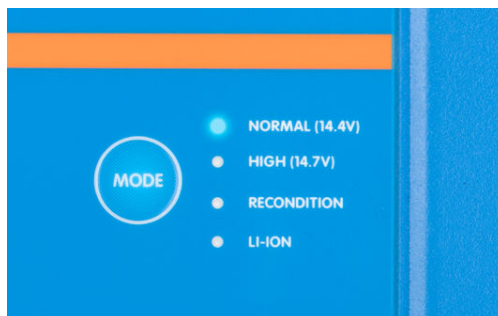 NORMAL (14.4V)
HIGH (14.7V)
MODE
RECONDITION
LI-ION